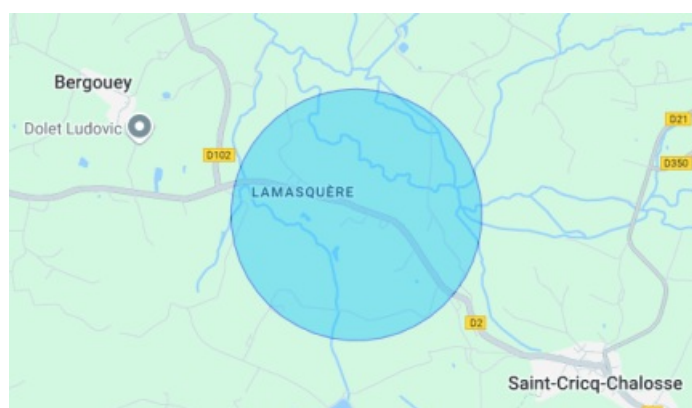 Bergouey
Dolet Ludovic
D102
D21
D350
LAMASQUÈRE
D2
Saint-Cricq-Chalosse